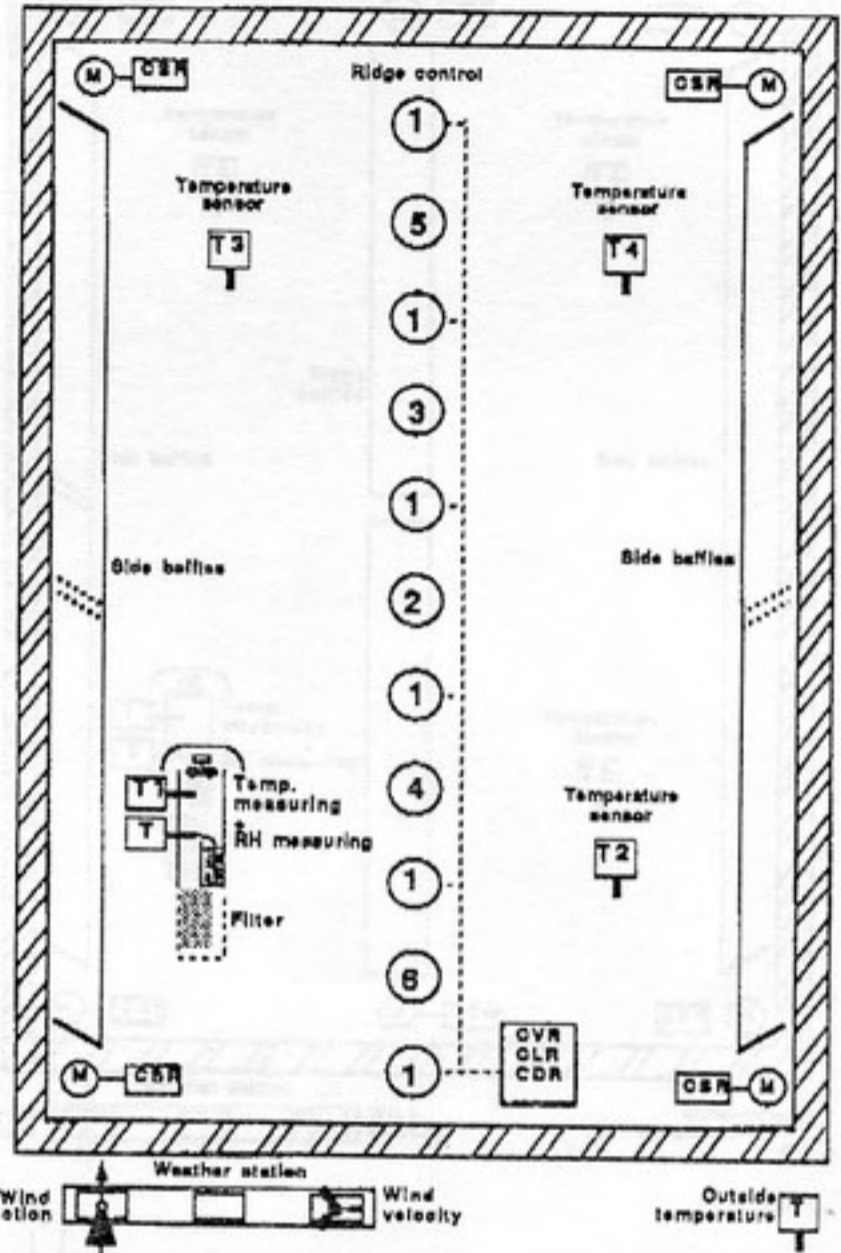 M
CSR
Ridge control
CSR
M
1
Temperature
sensor
T3
5
Temperature
sensor
T4
1
3
1
Side baffles
2
Side baffles
1
T1
Temp.
measuring
+
RH measuring
T
4
Temperature
sensor
T2
1
Filter
6
1
CVR
CLR
CDR
M
CSR
CSR
M
Weather station
Wind
Wind
velocity
Outside
temperature
T